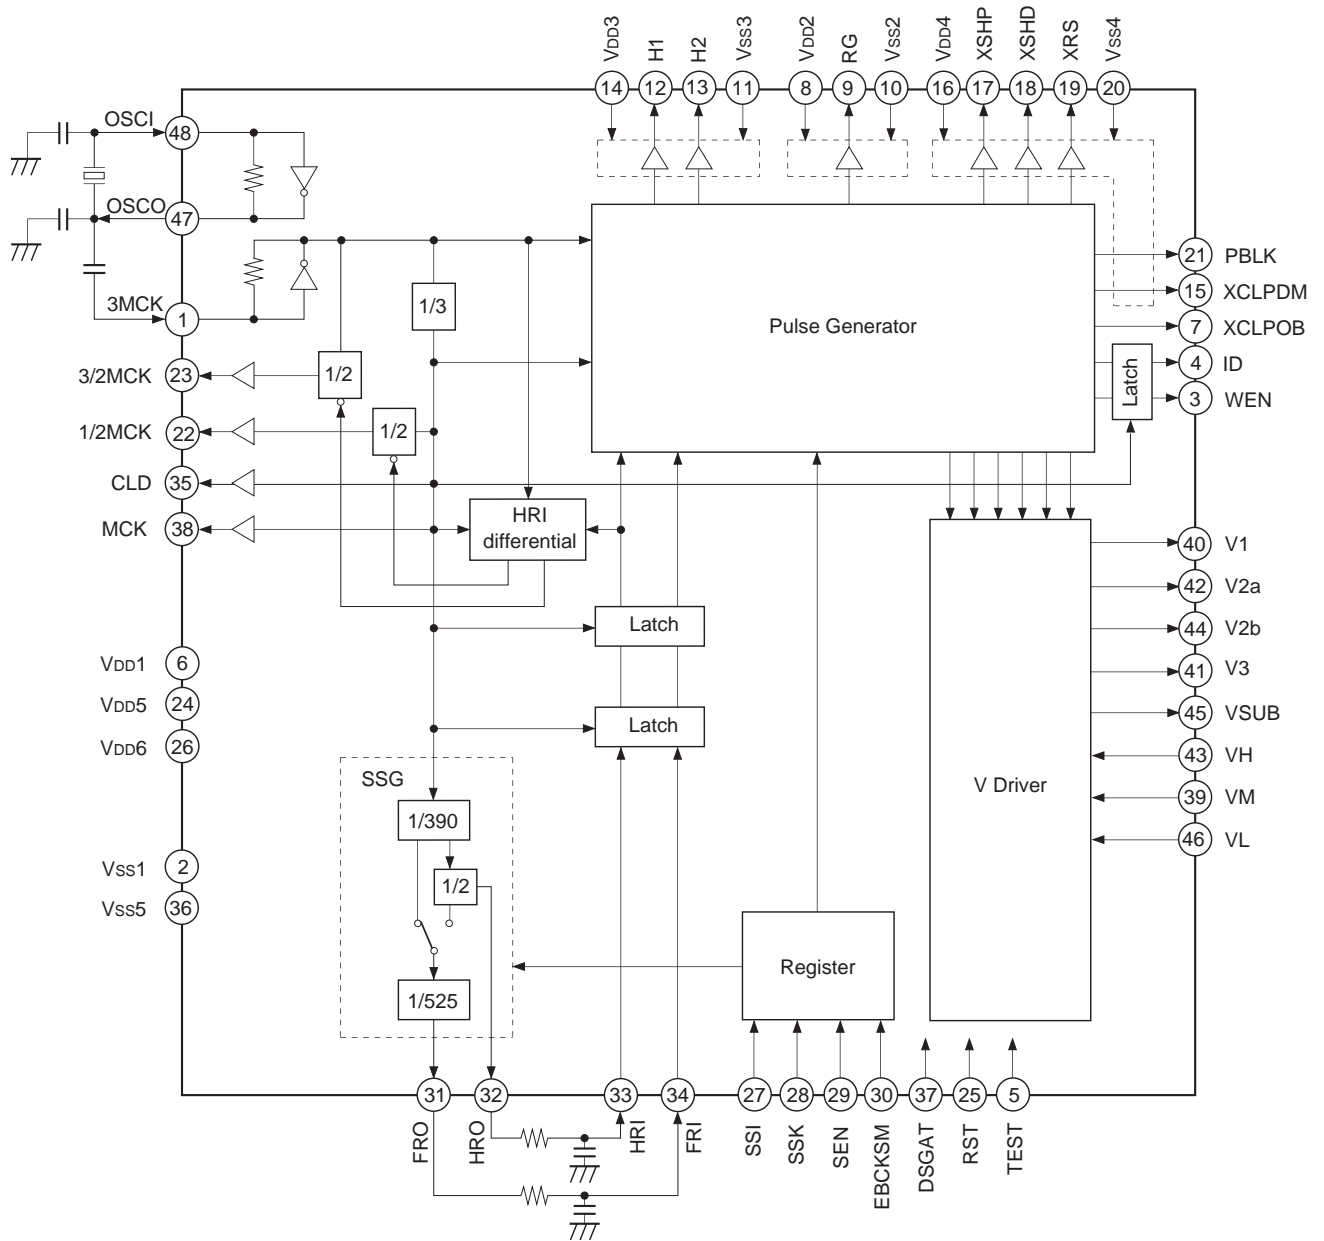 VDD3
H1
H2
VSS3
VDD2
RG
VSS2
VDD4
XSHP
XSHD
XRS
VSS4
14
12
13
11
8
9
10
16
17
18
19
20
OSCI
48
OSCO
47
3MCK
1
3/2MCK
23
1/2MCK
22
CLD
35
MCK
38
1/3
1/2
1/2
Pulse Generator
21
PBLK
15
XCLPDM
7
XCLPOB
4
ID
3
WEN
Latch
HRI
differential
Latch
Latch
VDD1
6
VDD5
24
VDD6
26
VSS1
2
VSS5
36
SSG
1/390
1/2
1/525
Register
V Driver
40
V1
42
V2a
44
V2b
41
V3
45
VSUB
43
VH
39
VM
46
VL
31
32
33
34
27
28
29
30
37
25
5
FRO
HRO
HRI
FRI
SSI
SSK
SEN
EBCKSM
DSGAT
RST
TEST